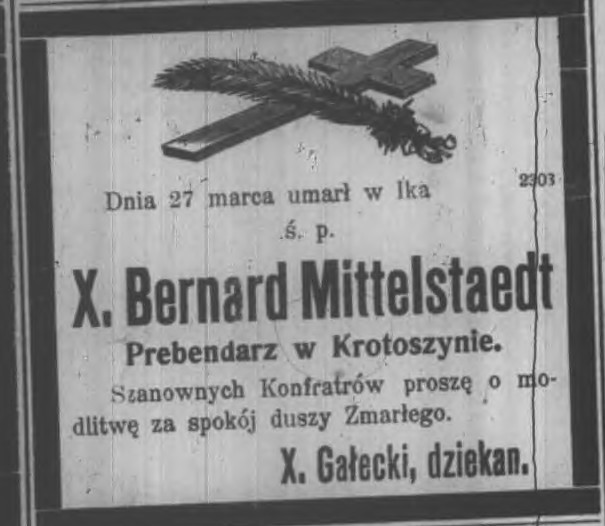 Dnia 27 marca umarł w Ika 2303
ś. p.
X. Bernard Mittelstaedt
Prebendarz w Krotoszynie.
Szanownych Konfratrów proszę o mo-
dlitwę za spokój duszy Zmarłego.
X. Gałecki, dziekan.